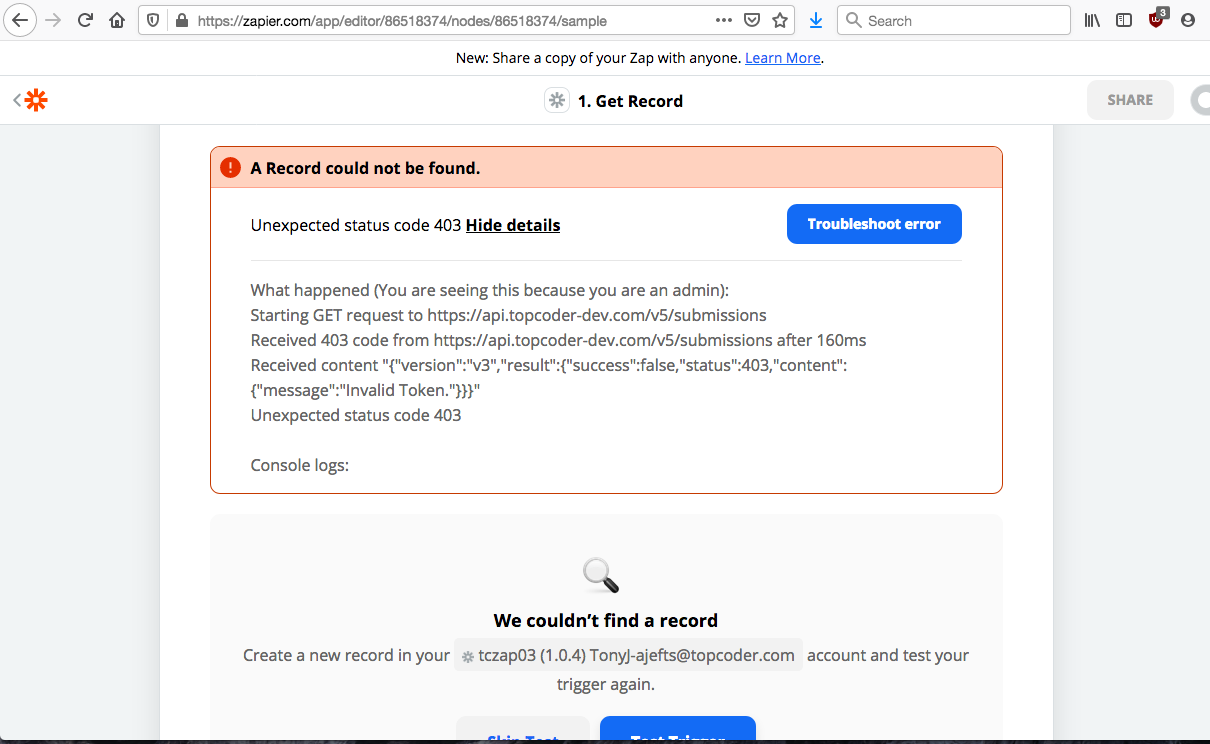 https://zapier.com/app/editor/86518374/nodes/86518374/sample
Search
3
New: Share a copy of your Zap with anyone. Learn More.
1. Get Record
SHARE
A Record could not be found.
Unexpected status code 403 Hide details
Troubleshoot error
What happened (You are seeing this because you are an admin):
Starting GET request to https://api.topcoder-dev.com/v5/submissions
Received 403 code from https://api.topcoder-dev.com/v5/submissions after 160ms
Received content "{"version":"v3","result":{"success":false,"status":403,"content":
{"message":"Invalid Token."}}}"
Unexpected status code 403
Console logs:
We couldn't find a record
Create a new record in your tczap03 (1.0.4) TonyJ-ajefts@topcoder.com account and test your
trigger again.
Skip Test
Test Trigger